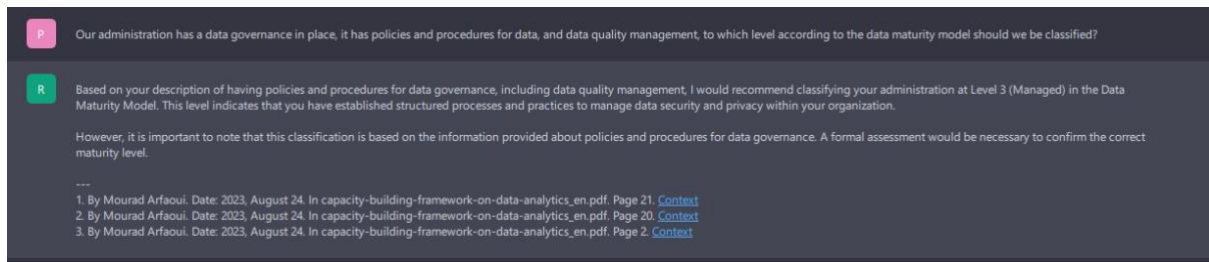 P
Our administration has a data governance in place, it has policies and procedures for data, and data quality management, to which level according to the data maturity model should we be classified?
R
Based on your description of having policies and procedures for data governance, including data quality management, I would recommend classifying your administration at Level 3 (Managed) in the Data
Maturity Model. This level indicates that you have established structured processes and practices to manage data security and privacy within your organization.
However, it is important to note that this classification is based on the information provided about policies and procedures for data governance. A formal assessment would be necessary to confirm the correct
maturity level.
---
1. By Mourad Arfaoui. Date: 2023, August 24. In capacity-building-framework-on-data-analytics_en.pdf. Page 21. Context
2. By Mourad Arfaoui. Date: 2023, August 24. In capacity-building-framework-on-data-analytics_en.pdf. Page 20. Context
3. By Mourad Arfaoui. Date: 2023, August 24. In capacity-building-framework-on-data-analytics_en.pdf. Page 2. Context